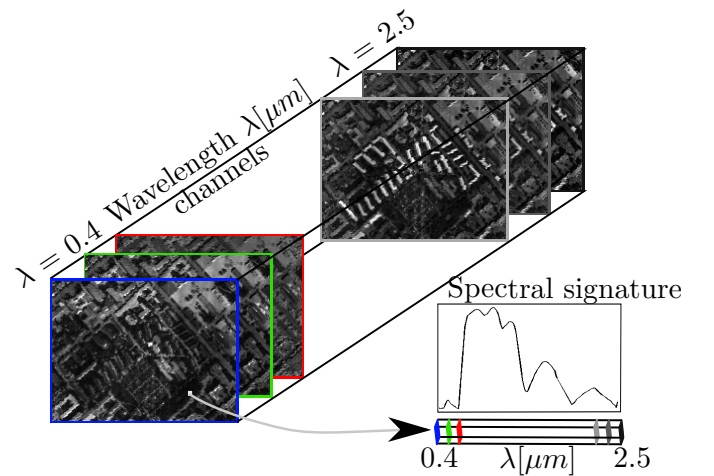 λ = 2.5
Wavelength λ[μm]
channels
λ = 0.4
Spectral signature
0.4 λ[μm] 2.5